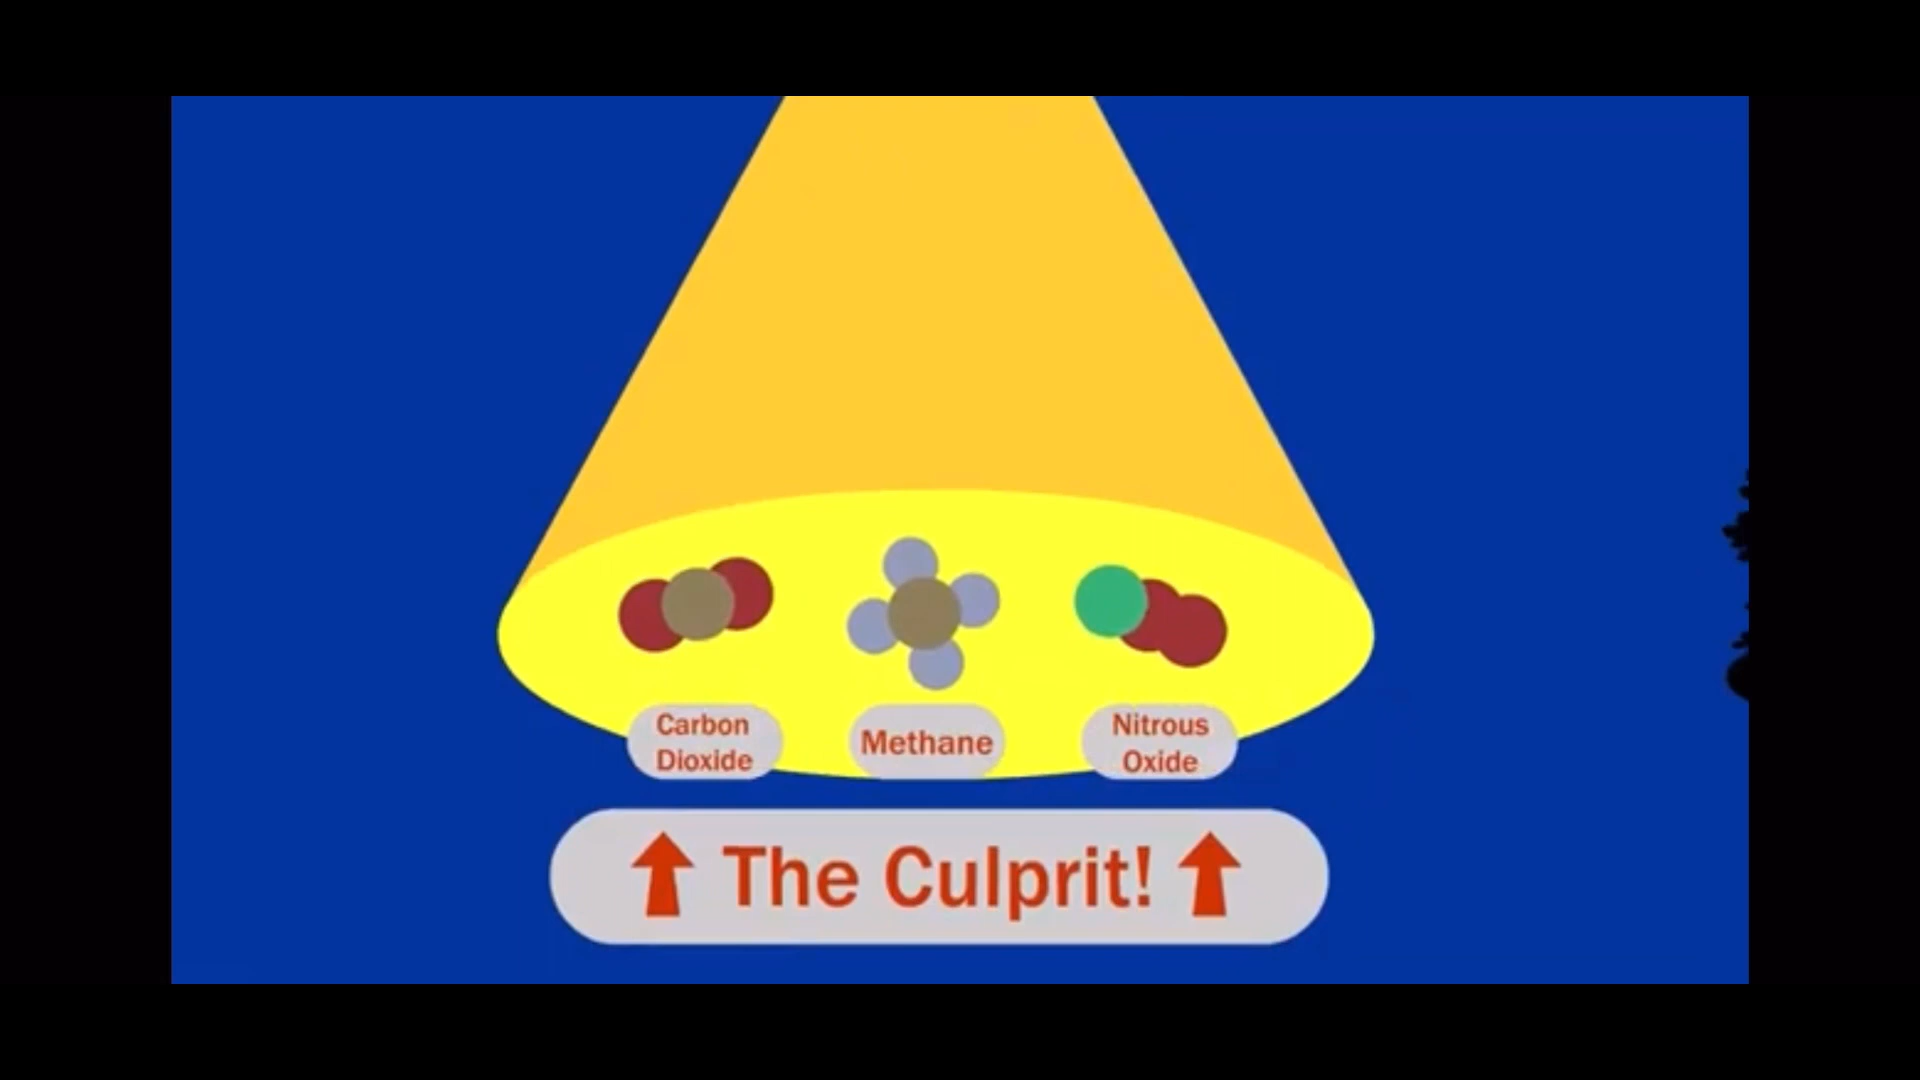 Carbon
Dioxide
Methane
Nitrous
Oxide
The Culprit!